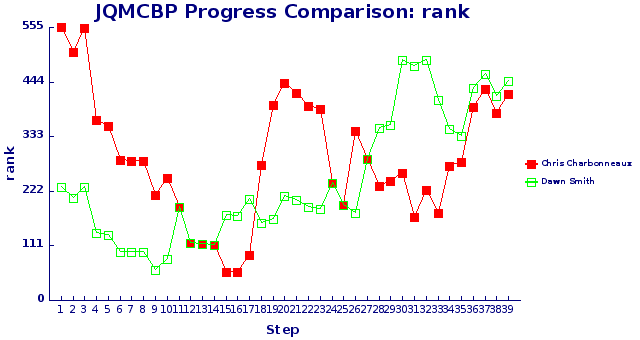 JQMCBP Progress Comparison: rank
555
444
333
222
111
0
rank
1 2 3 4 5 6 7 8 9 10 11 12 13 14 15 16 17 18 19 20 21 22 23 24 25 26 27 28 29 30 31 32 33 34 35 36 37 38 39
Step
Chris Charbonneaux
Dawn Smith